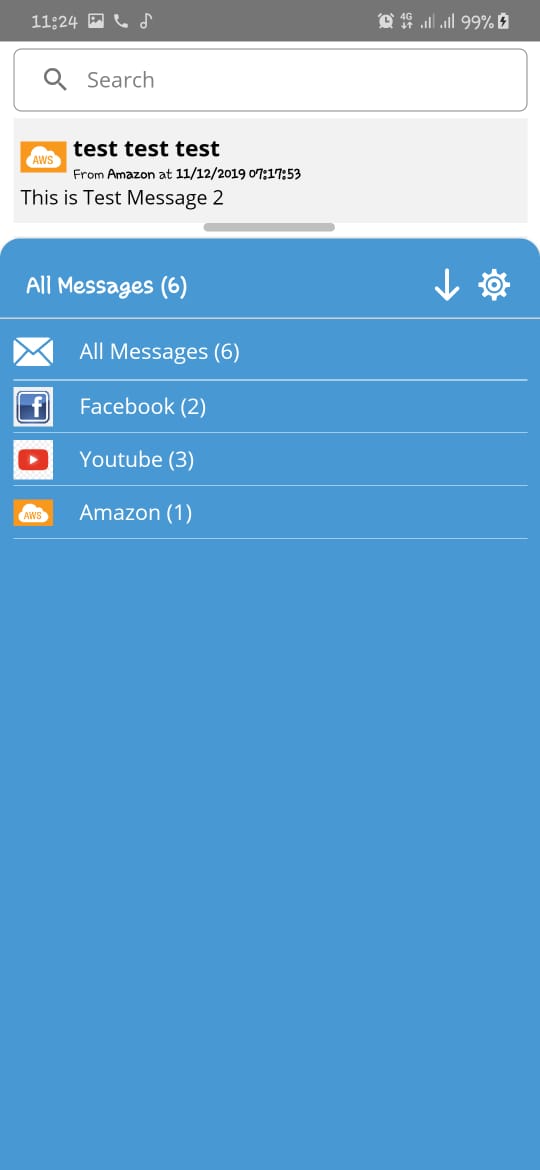 11:24
4G
99%
Search
AWS
test test test
From Amazon at 11/12/2019 07:17:53
This is Test Message 2
All Messages (6)
All Messages (6)
f
Facebook (2)
Youtube (3)
AWS
Amazon (1)